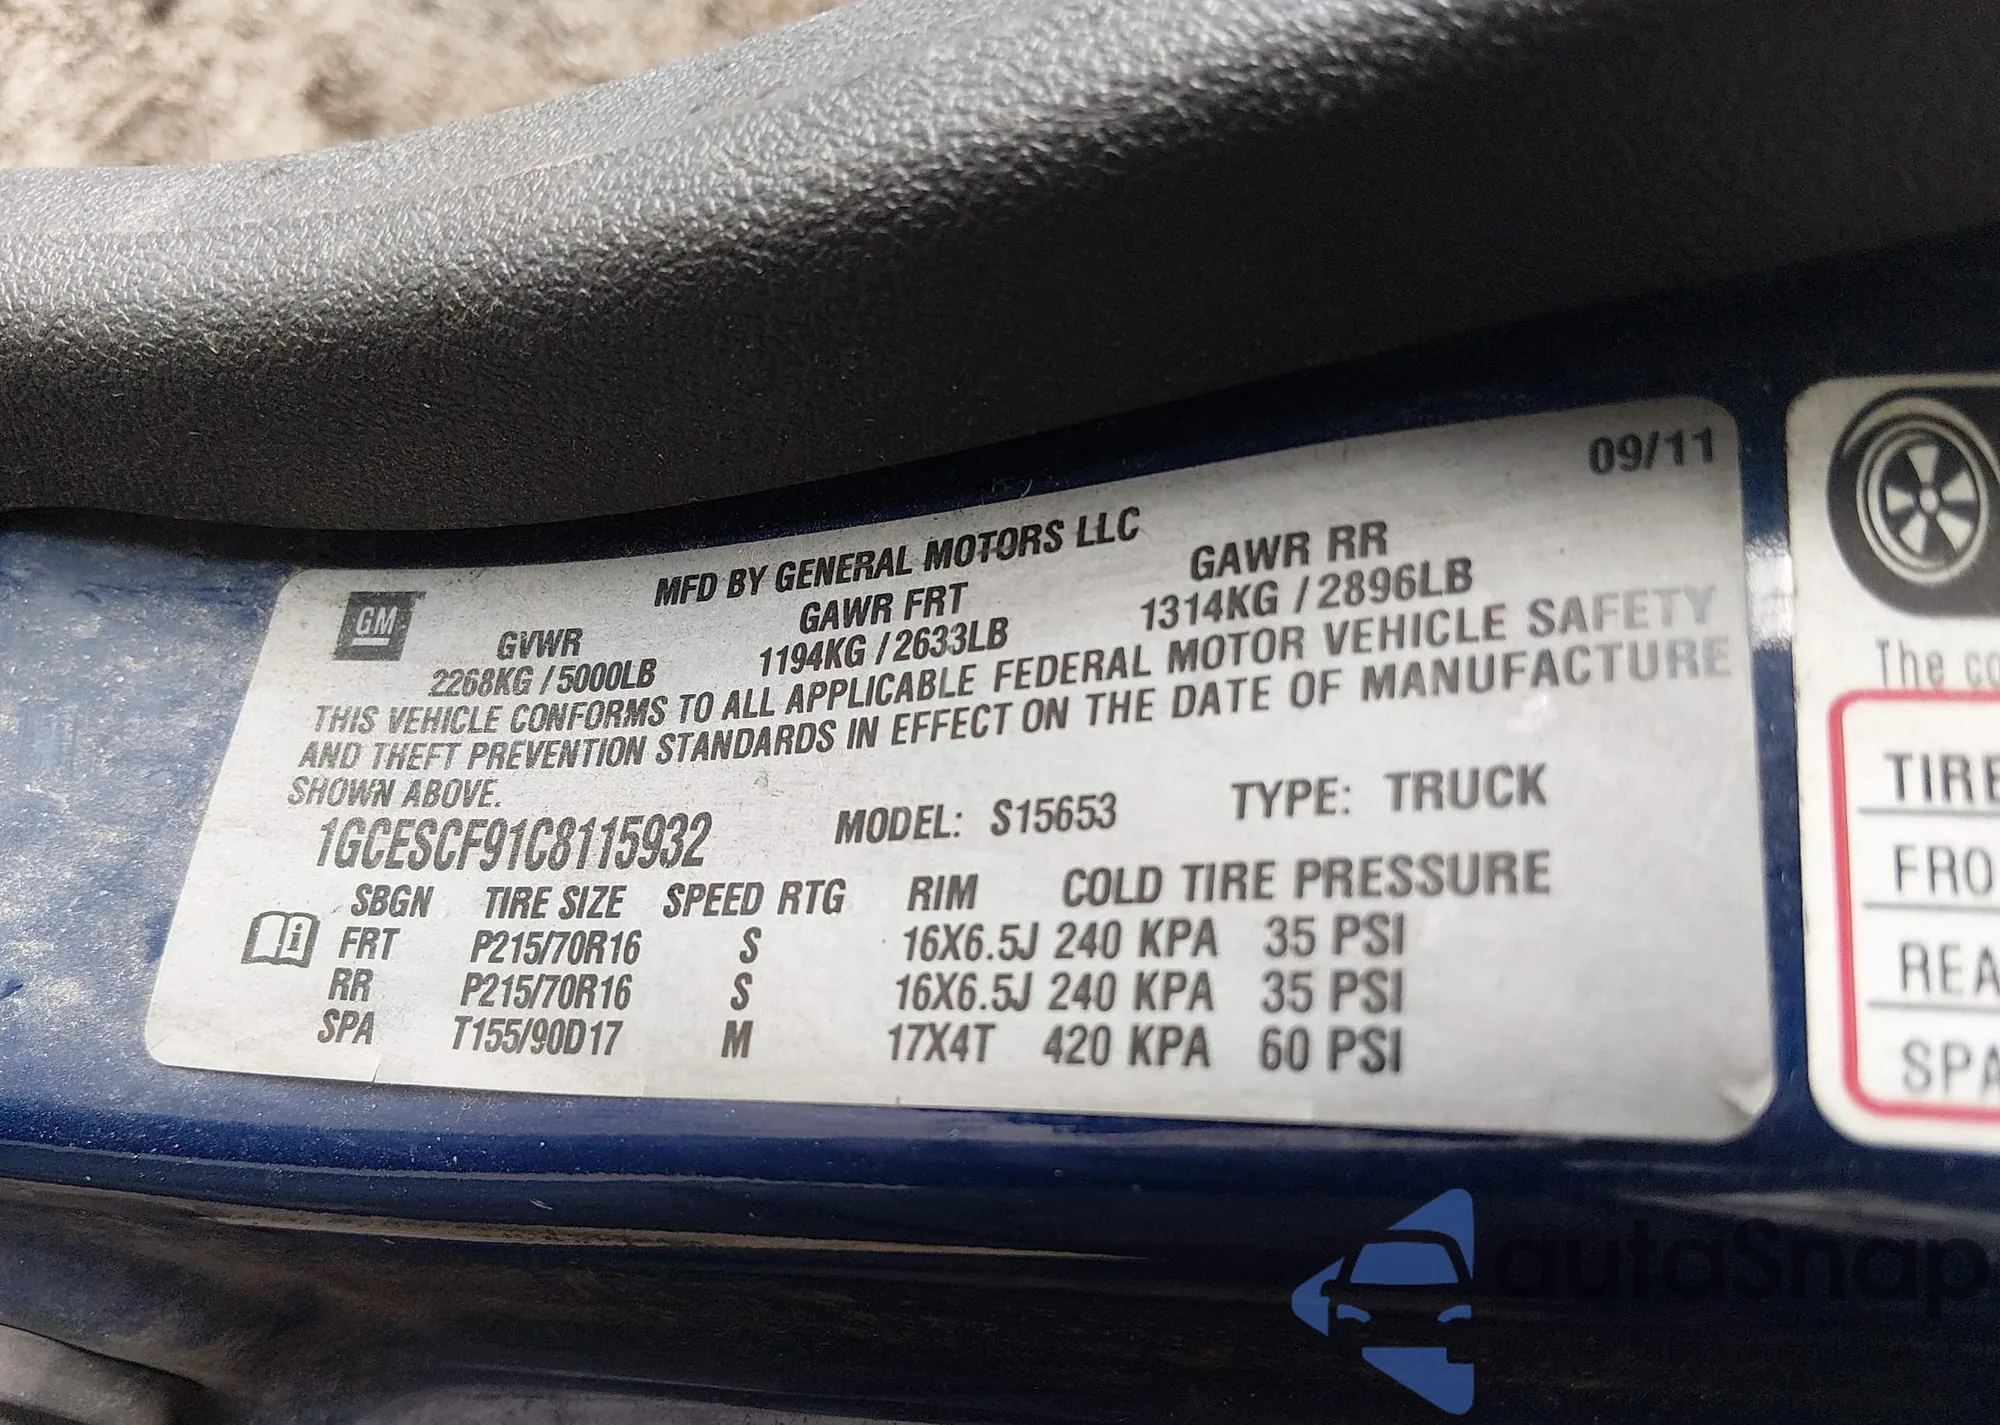 09/11
GM
MFD BY GENERAL MOTORS LLC
GVWR GAWR FRT GAWR RR
2268KG / 5000LB 1194KG / 2633LB 1314KG / 2896LB
THIS VEHICLE CONFORMS TO ALL APPLICABLE FEDERAL MOTOR VEHICLE SAFETY
AND THEFT PREVENTION STANDARDS IN EFFECT ON THE DATE OF MANUFACTURE
SHOWN ABOVE.
1GCESCF91C8115932 MODEL: S15653 TYPE: TRUCK
SBGN TIRE SIZE SPEED RTG RIM COLD TIRE PRESSURE
FRT P215/70R16 S 16X6.5J 240 KPA 35 PSI
RR P215/70R16 S 16X6.5J 240 KPA 35 PSI
SPA T155/90D17 M 17X4T 420 KPA 60 PSI
The co
TIRE
FRO
REA
SPA
autaSnap